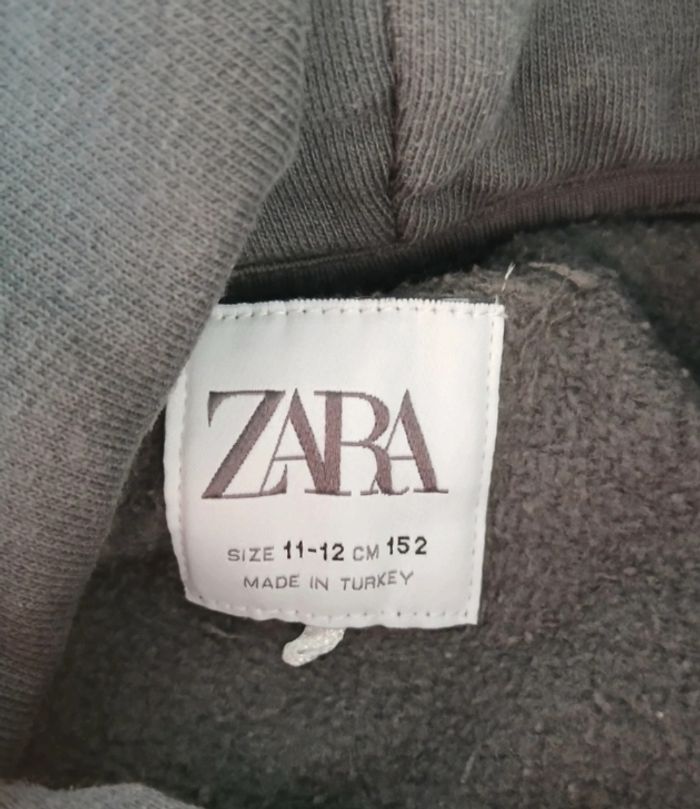 ZARA
SIZE 11-12 CM 152
MADE IN TURKEY